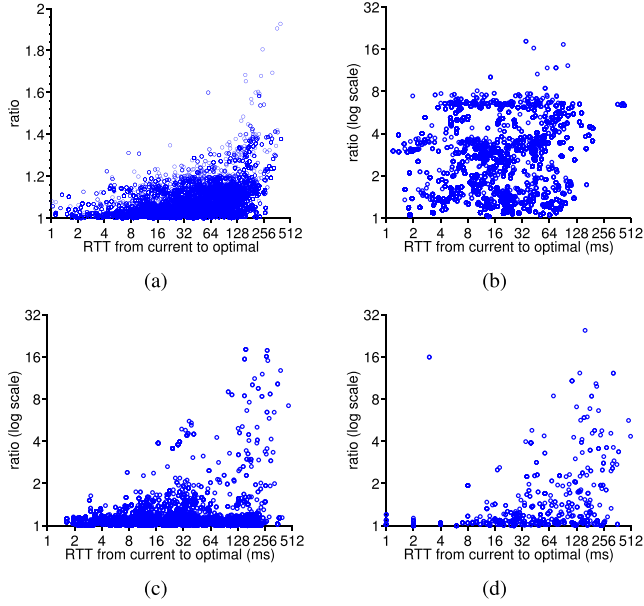 2
1.8
1.6
1.4
1.2
1
ratio
1 2 4 8 16 32 64 128 256 512
RTT from current to optimal
(a)
32
16
8
4
2
1
ratio (log scale)
1 2 4 8 16 32 64 128 256 512
RTT from current to optimal (ms)
(b)
32
16
8
4
2
1
ratio (log scale)
1 2 4 8 16 32 64 128 256 512
RTT from current to optimal (ms)
(c)
32
16
8
4
2
1
ratio (log scale)
1 2 4 8 16 32 64 128 256 512
RTT from current to optimal (ms)
(d)